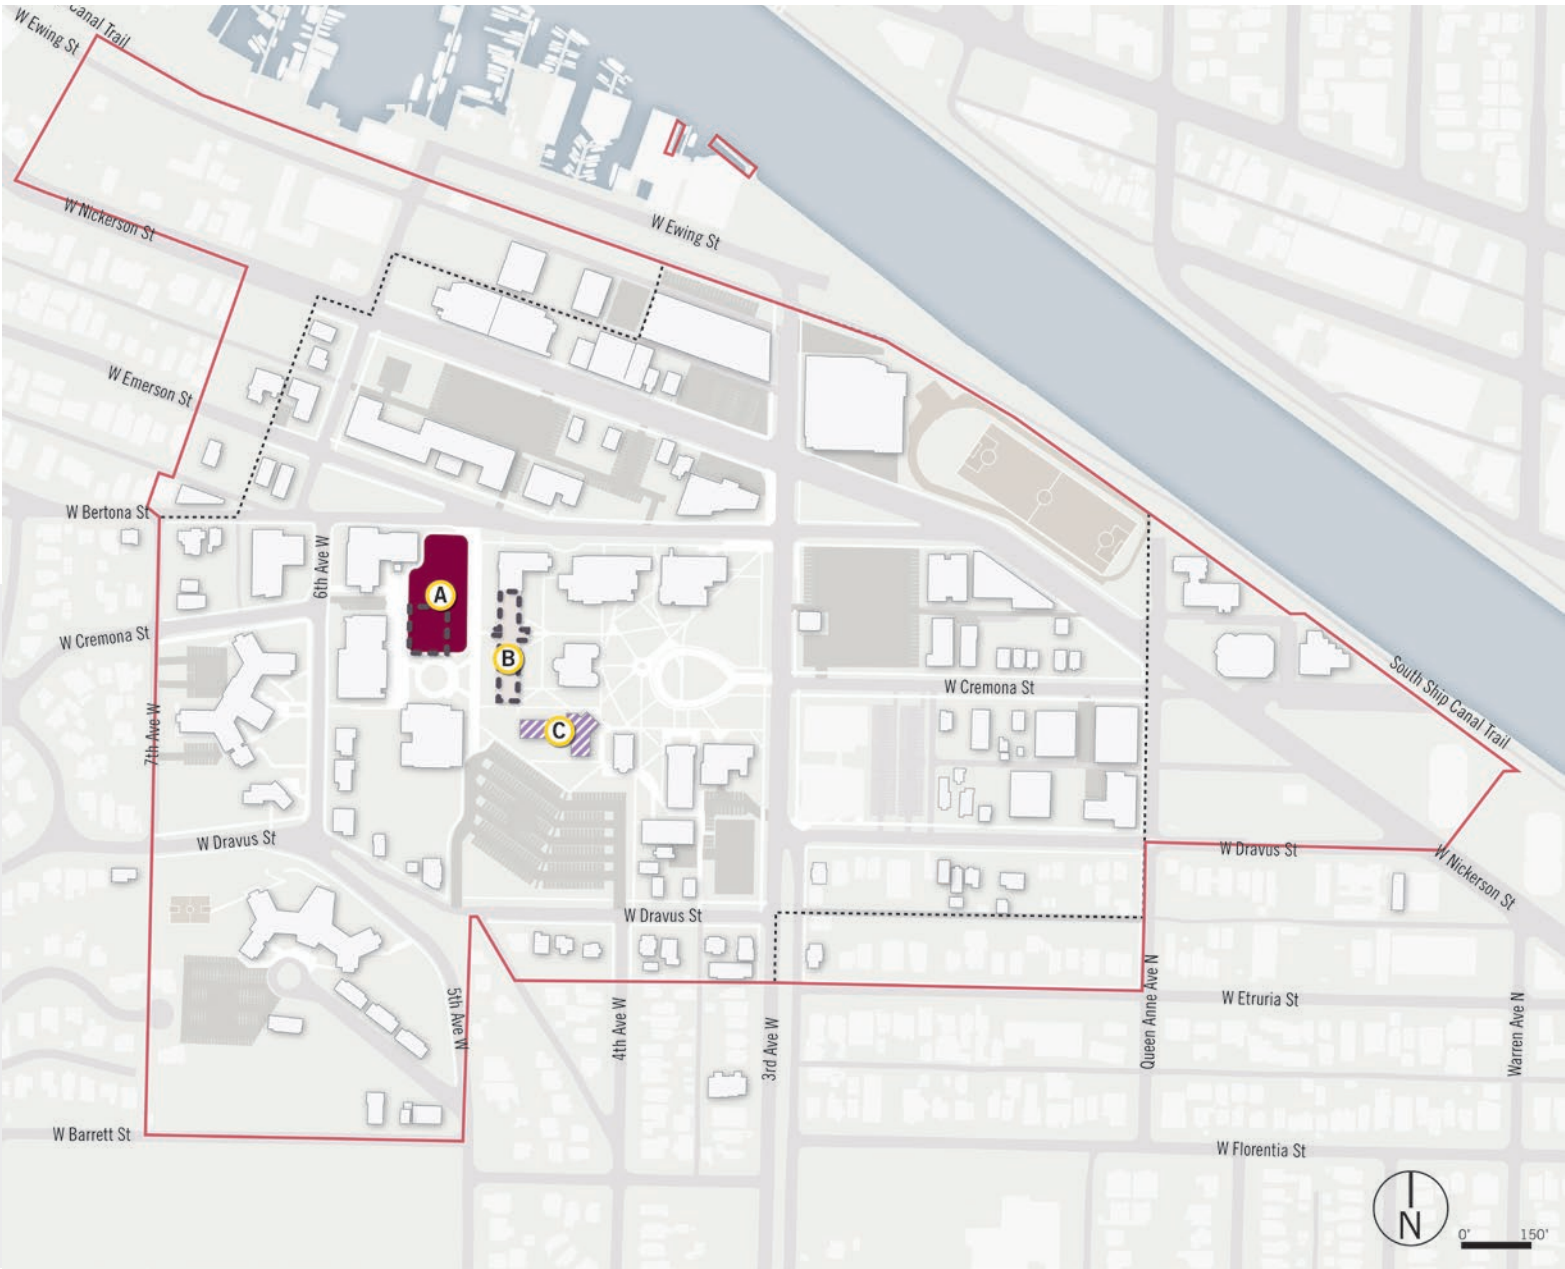 Canal Trail
W Ewing St
W Nickerson St
W Ewing St
W Emerson St
W Bertona St
6th Ave W
A
W Cremona St
B
C
W Cremona St
South Ship Canal Trail
7th Ave W
W Dravus St
W Dravus St
W Nickerson St
W Dravus St
5th Ave W
4th Ave W
3rd Ave W
Queen Anne Ave N
W Etruria St
Warren Ave N
W Barrett St
W Florentia St
N
0' 150'